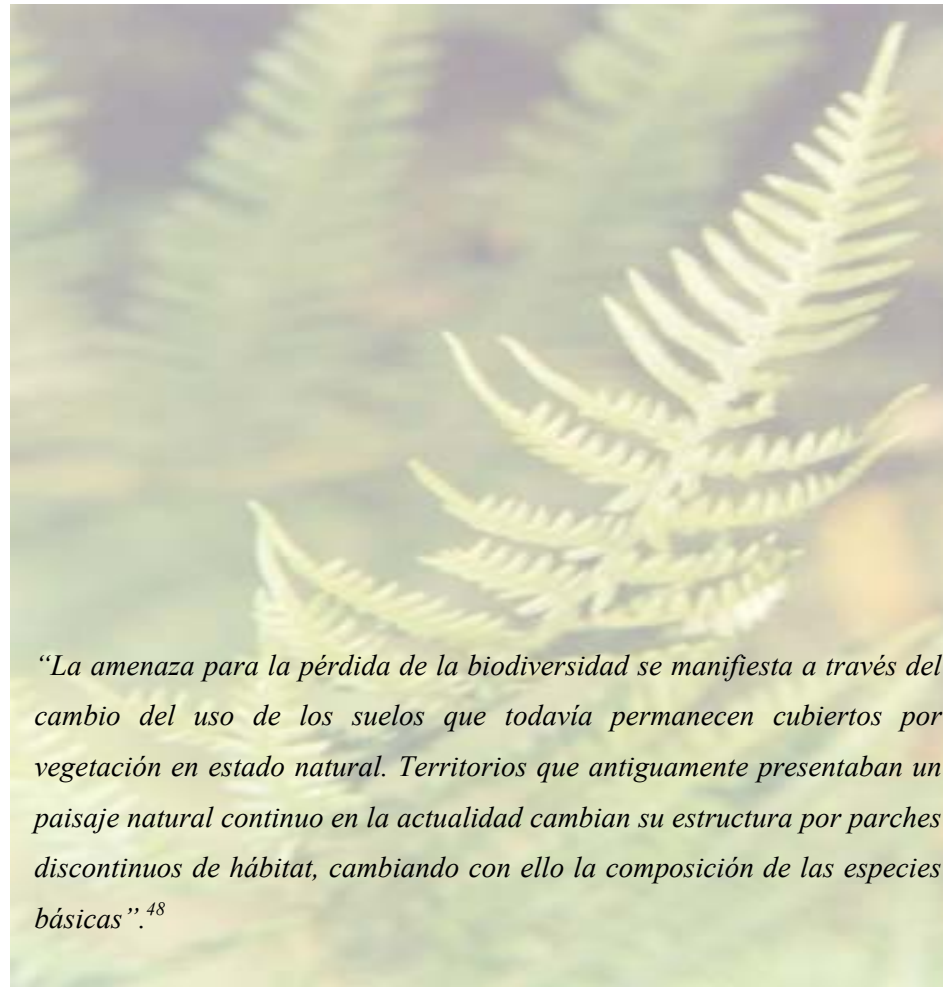 “La amenaza para la pérdida de la biodiversidad se manifiesta a través del
cambio del uso de los suelos que todavía permanecen cubiertos por
vegetación en estado natural. Territorios que antiguamente presentaban un
paisaje natural continuo en la actualidad cambian su estructura por parches
discontinuos de hábitat, cambiando con ello la composición de las especies
básicas”.48